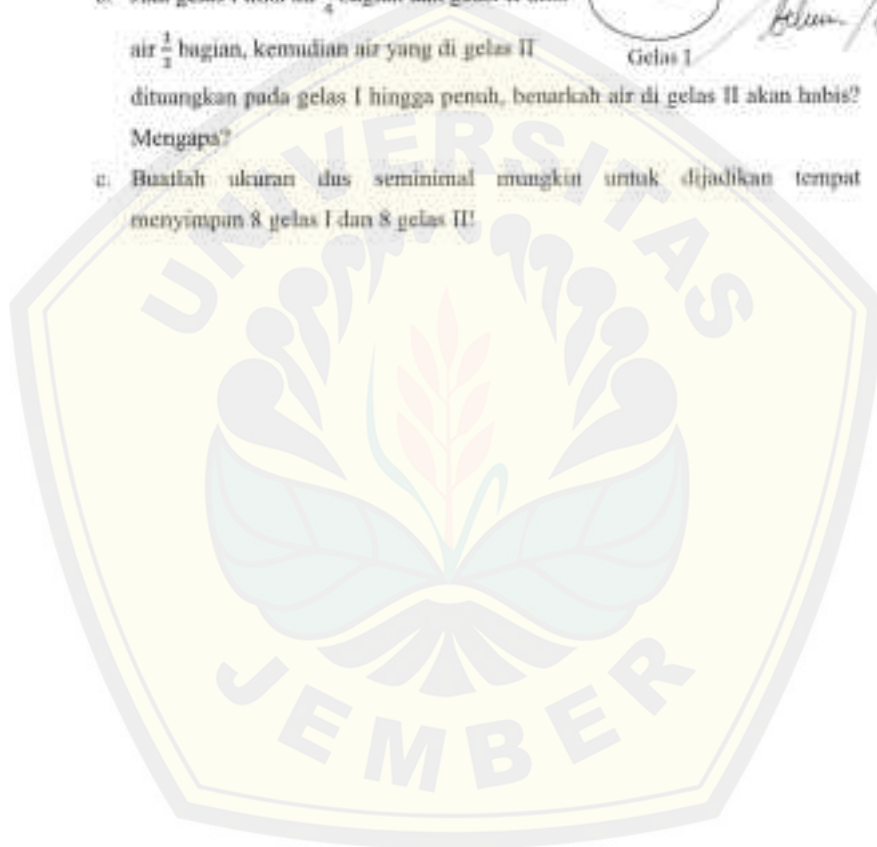 air 1/2 bagian, kemudian air yang di gelas II
Gelas I
dituangkan pada gelas I hingga penuh, benarkah air di gelas II akan habis?
Mengapa?
c. Buatlah ukuran dus seminimal mungkin untuk dijadikan tempat
menyimpan 8 gelas I dan 8 gelas II!
UNIVERSITAS
JEMBER